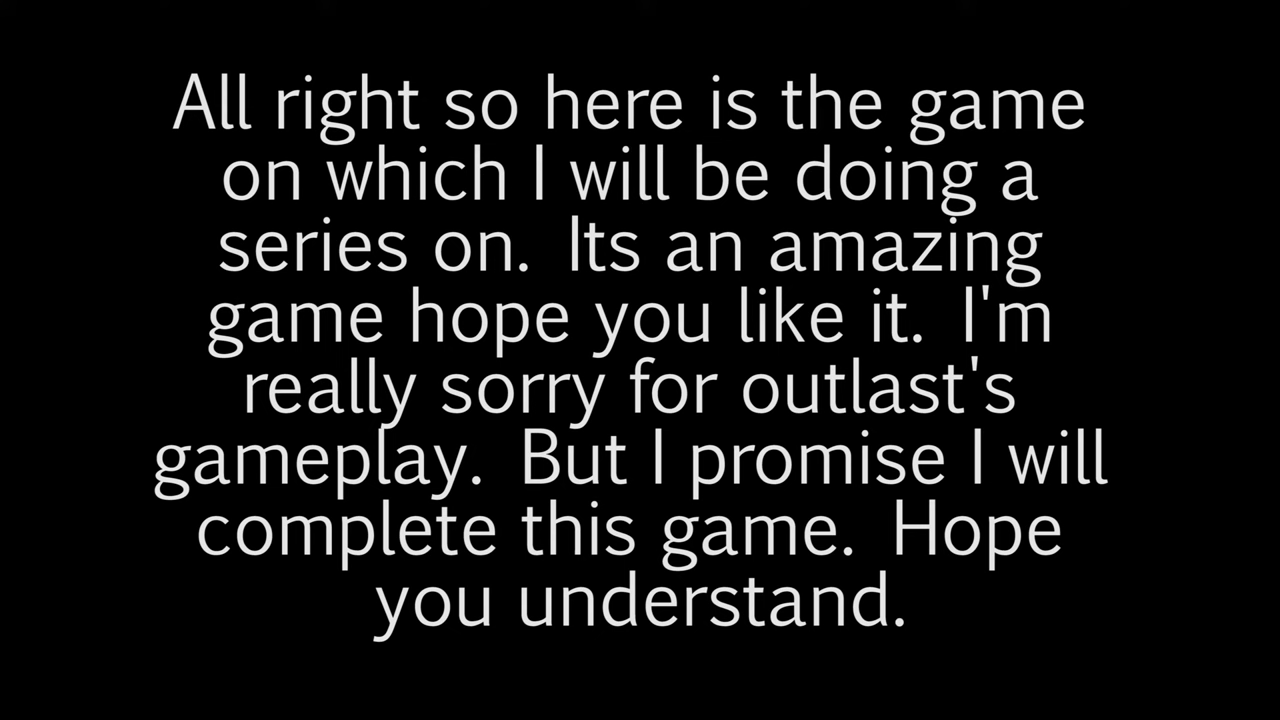 All right so here is the game
on which I will be doing a
series on. Its an amazing
game hope you like it. I'm
really sorry for outlast's
gameplay. But I promise I will
complete this game. Hope
you understand.